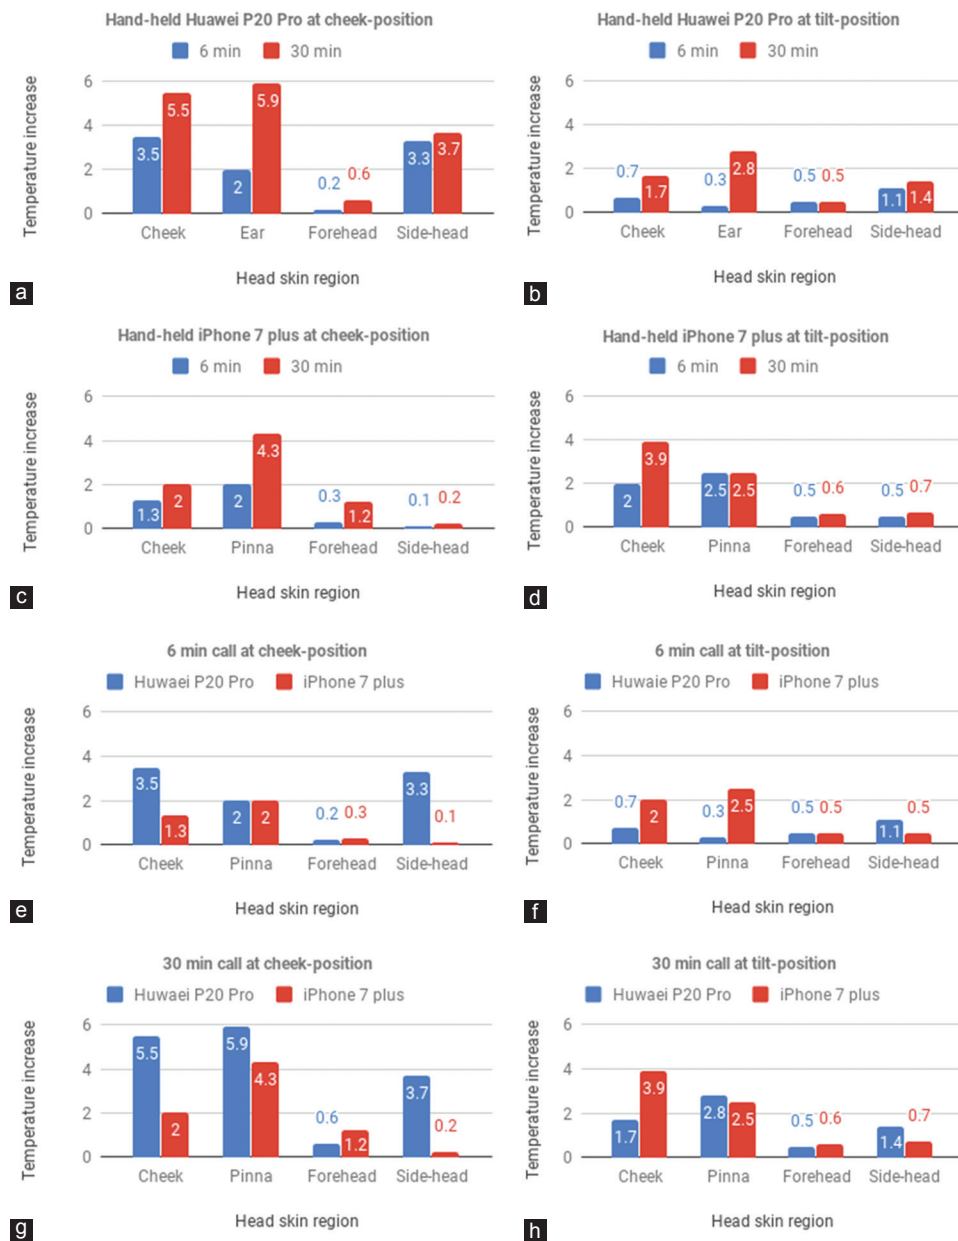 Hand-held Huawei P20 Pro at cheek-position
6 min 30 min
Temperature increase
6
4
2
0
3.5 5.5 2 5.9 0.2 0.6 3.3 3.7
Cheek Ear Forehead Side-head
Head skin region
a
Hand-held Huawei P20 Pro at tilt-position
6 min 30 min
Temperature increase
6
4
2
0
0.7 1.7 0.3 2.8 0.5 0.5 1.1 1.4
Cheek Ear Forehead Side-head
Head skin region
b
Hand-held iPhone 7 plus at cheek-position
6 min 30 min
Temperature increase
6
4
2
0
1.3 2 2 4.3 0.3 1.2 0.1 0.2
Cheek Pinna Forehead Side-head
Head skin region
c
Hand-held iPhone 7 plus at tilt-position
6 min 30 min
Temperature increase
6
4
2
0
2 3.9 2.5 2.5 0.5 0.6 0.5 0.7
Cheek Pinna Forehead Side-head
Head skin region
d
6 min call at cheek-position
Huwaei P20 Pro iPhone 7 plus
Temperature increase
6
4
2
0
3.5 1.3 2 2 0.2 0.3 3.3 0.1
Cheek Pinna Forehead Side-head
Head skin region
e
6 min call at tilt-position
Huwaie P20 Pro iPhone 7 plus
Temperature increase
6
4
2
0
0.7 2 0.3 2.5 0.5 0.5 1.1 0.5
Cheek Pinna Forehead Side-head
Head skin region
f
30 min call at cheek-position
Huwaei P20 Pro iPhone 7 plus
Temperature increase
6
4
2
0
5.5 2 5.9 4.3 0.6 1.2 3.7 0.2
Cheek Pinna Forehead Side-head
Head skin region
g
30 min call at tilt-position
Huwaei P20 Pro iPhone 7 plus
Temperature increase
6
4
2
0
1.7 3.9 2.8 2.5 0.5 0.6 1.4 0.7
Cheek Pinna Forehead Side-head
Head skin region
h